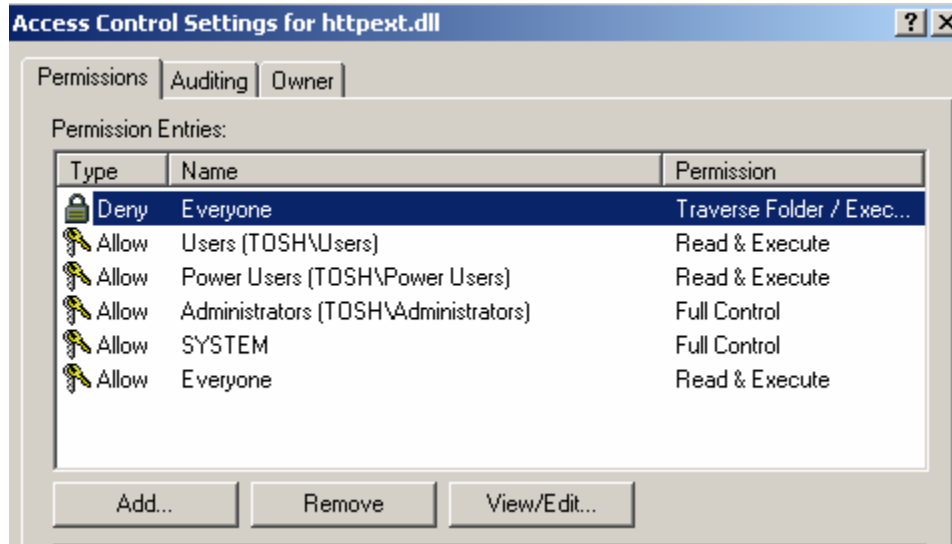 Access Control Settings for httpext.dll ? ×
Permissions Auditing Owner
Permission Entries:
Type Name Permission
Deny Everyone Traverse Folder / Exec...
Allow Users (TOSH\Users) Read & Execute
Allow Power Users (TOSH\Power Users) Read & Execute
Allow Administrators (TOSH\Administrators) Full Control
Allow SYSTEM Full Control
Allow Everyone Read & Execute
Add... Remove View/Edit...